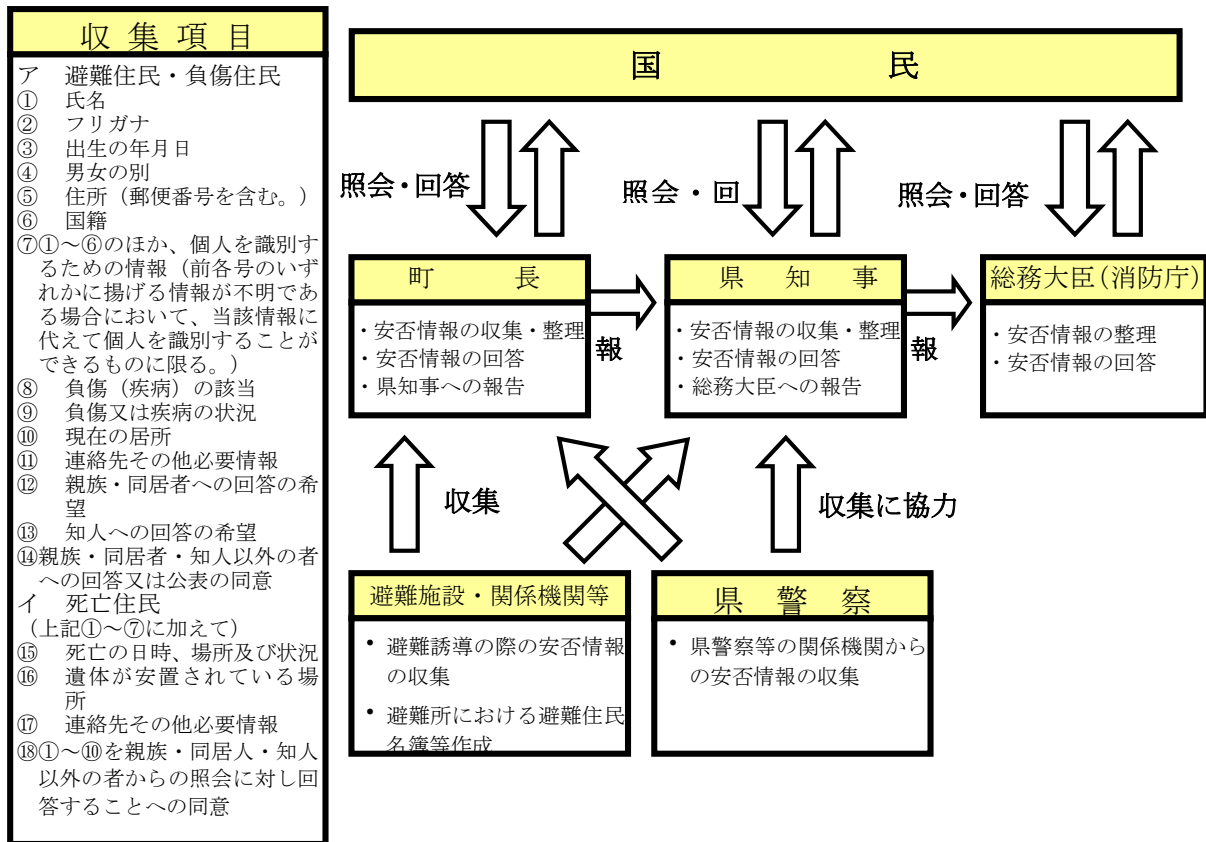 収集項目
ア 避難住民・負傷住民
① 氏名
② フリガナ
③ 出生の年月日
④ 男女の別
⑤ 住所（郵便番号を含む。）
⑥ 国籍
⑦①～⑥のほか、個人を識別す
るための情報（前各号のいず
れかに揚げる情報が不明であ
る場合において、当該情報に
代えて個人を識別することが
できるものに限る。）
⑧ 負傷（疾病）の該当
⑨ 負傷又は疾病の状況
⑩ 現在の居所
⑪ 連絡先その他必要情報
⑫ 親族・同居者への回答の希
望
⑬ 知人への回答の希望
⑭親族・同居者・知人以外の者
への回答又は公表の同意
イ 死亡住民
（上記①～⑦に加えて）
⑮ 死亡の日時、場所及び状況
⑯ 遺体が安置されている場
所
⑰ 連絡先その他必要情報
⑱①～⑩を親族・同居人・知人
以外の者からの照会に対し回
答することへの同意
国 民
照会・回答
照会・回
照会・回答
町 長
・安否情報の収集・整理
・安否情報の回答
・県知事への報告
報
県 知 事
・安否情報の収集・整理
・安否情報の回答
・総務大臣への報告
報
総務大臣(消防庁)
・安否情報の整理
・安否情報の回答
収集
収集に協力
避難施設・関係機関等
• 避難誘導の際の安否情報
の収集
• 避難所における避難住民
名簿等作成
県 警 察
• 県警察等の関係機関から
の安否情報の収集